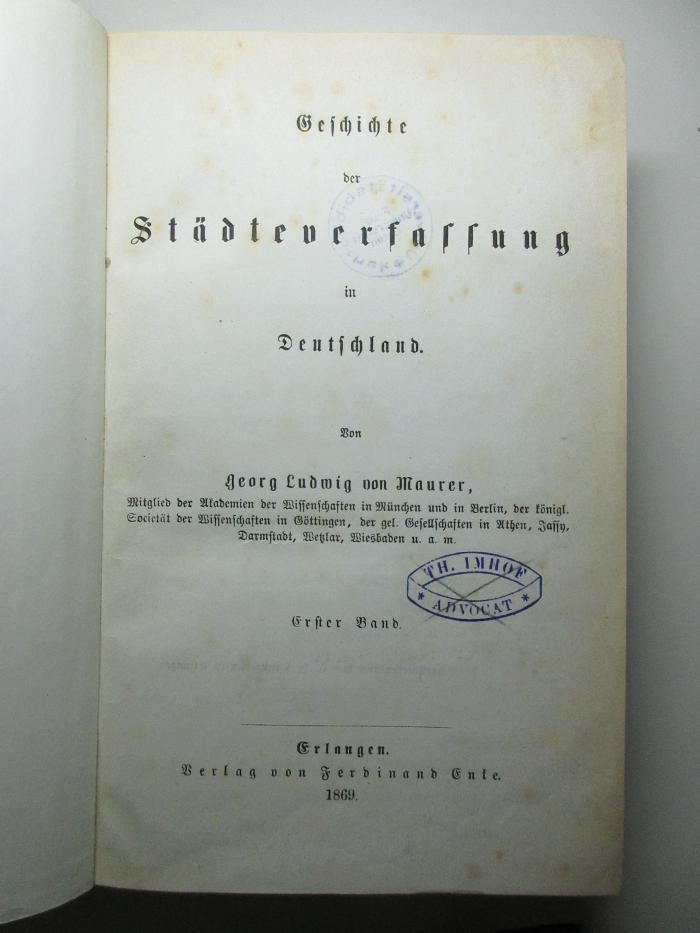 Geschichte
der
Städteverfassung
in
Deutschland.
Von
Georg Ludwig von Maurer,
Mitglied der Akademien der Wissenschaften in München und in Berlin, der königl.
Societät der Wissenschaften in Göttingen, der gel. Gesellschaften in Athen, Jassy,
Darmstadt, Wetzlar, Wiesbaden u. a. m.
TH. IMHOF
* ADVOCAT *
Erster Band.
Erlangen.
Verlag von Ferdinand Enke.
1869.